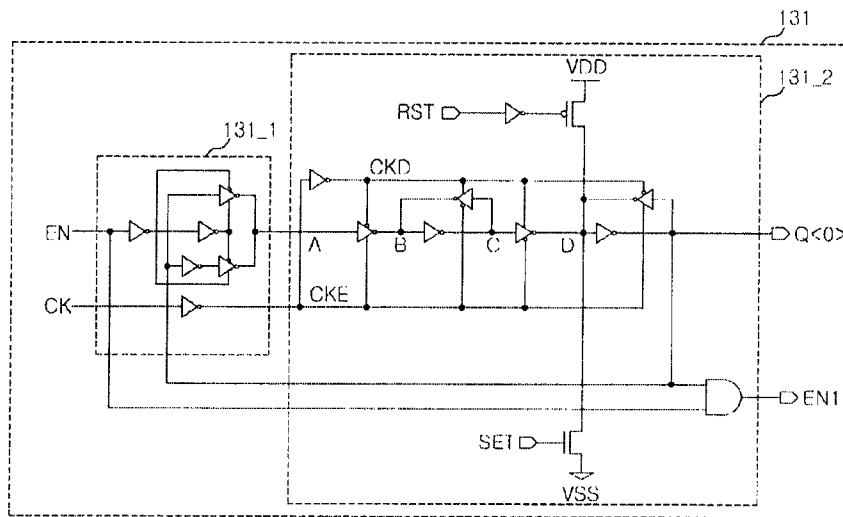 131
VDD
131_2
RST
131_1
CKD
EN
A
B
C
D
Q<0>
CK
CKE
EN1
SET
VSS